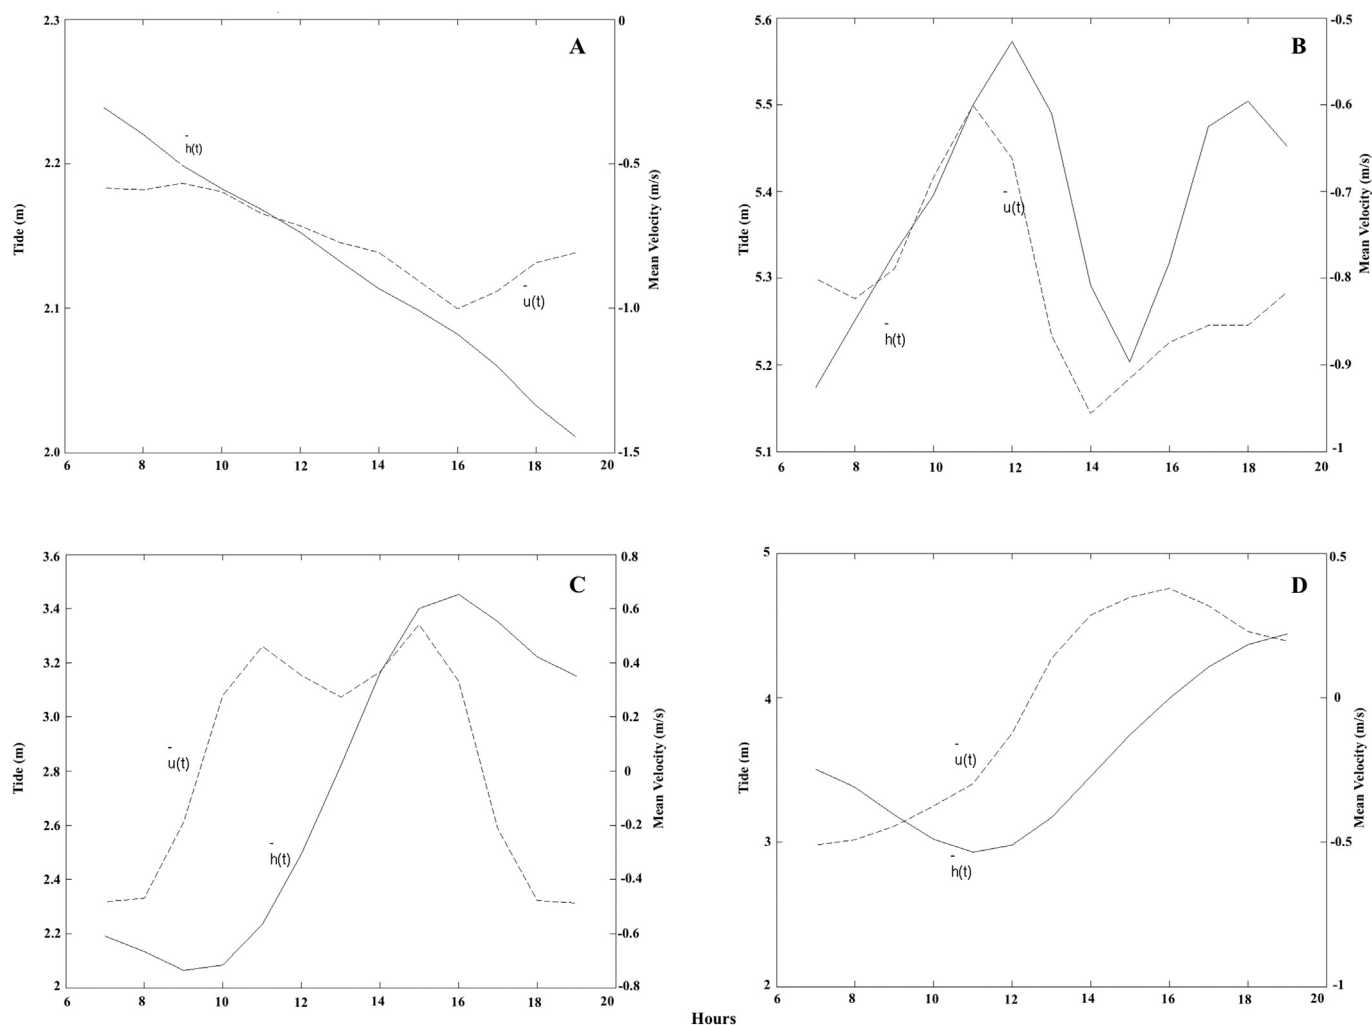 A
2.3
2.2
2.1
2.0
0
-0.5
-1.0
-1.5
6 8 10 12 14 16 18 20
Tide (m)
Mean Velocity (m/s)
h̄(t)
ū(t)
B
5.6
5.5
5.4
5.3
5.2
5.1
-0.5
-0.6
-0.7
-0.8
-0.9
-1
6 8 10 12 14 16 18 20
Tide (m)
Mean Velocity (m/s)
ū(t)
h̄(t)
C
3.6
3.4
3.2
3.0
2.8
2.6
2.4
2.2
2
0.8
0.6
0.4
0.2
0
-0.2
-0.4
-0.6
-0.8
6 8 10 12 14 16 18 20
Tide (m)
Mean Velocity (m/s)
ū(t)
h̄(t)
D
5
4
3
2
0.5
0
-0.5
-1
6 8 10 12 14 16 18 20
Tide (m)
Mean Velocity (m/s)
ū(t)
h̄(t)
Hours